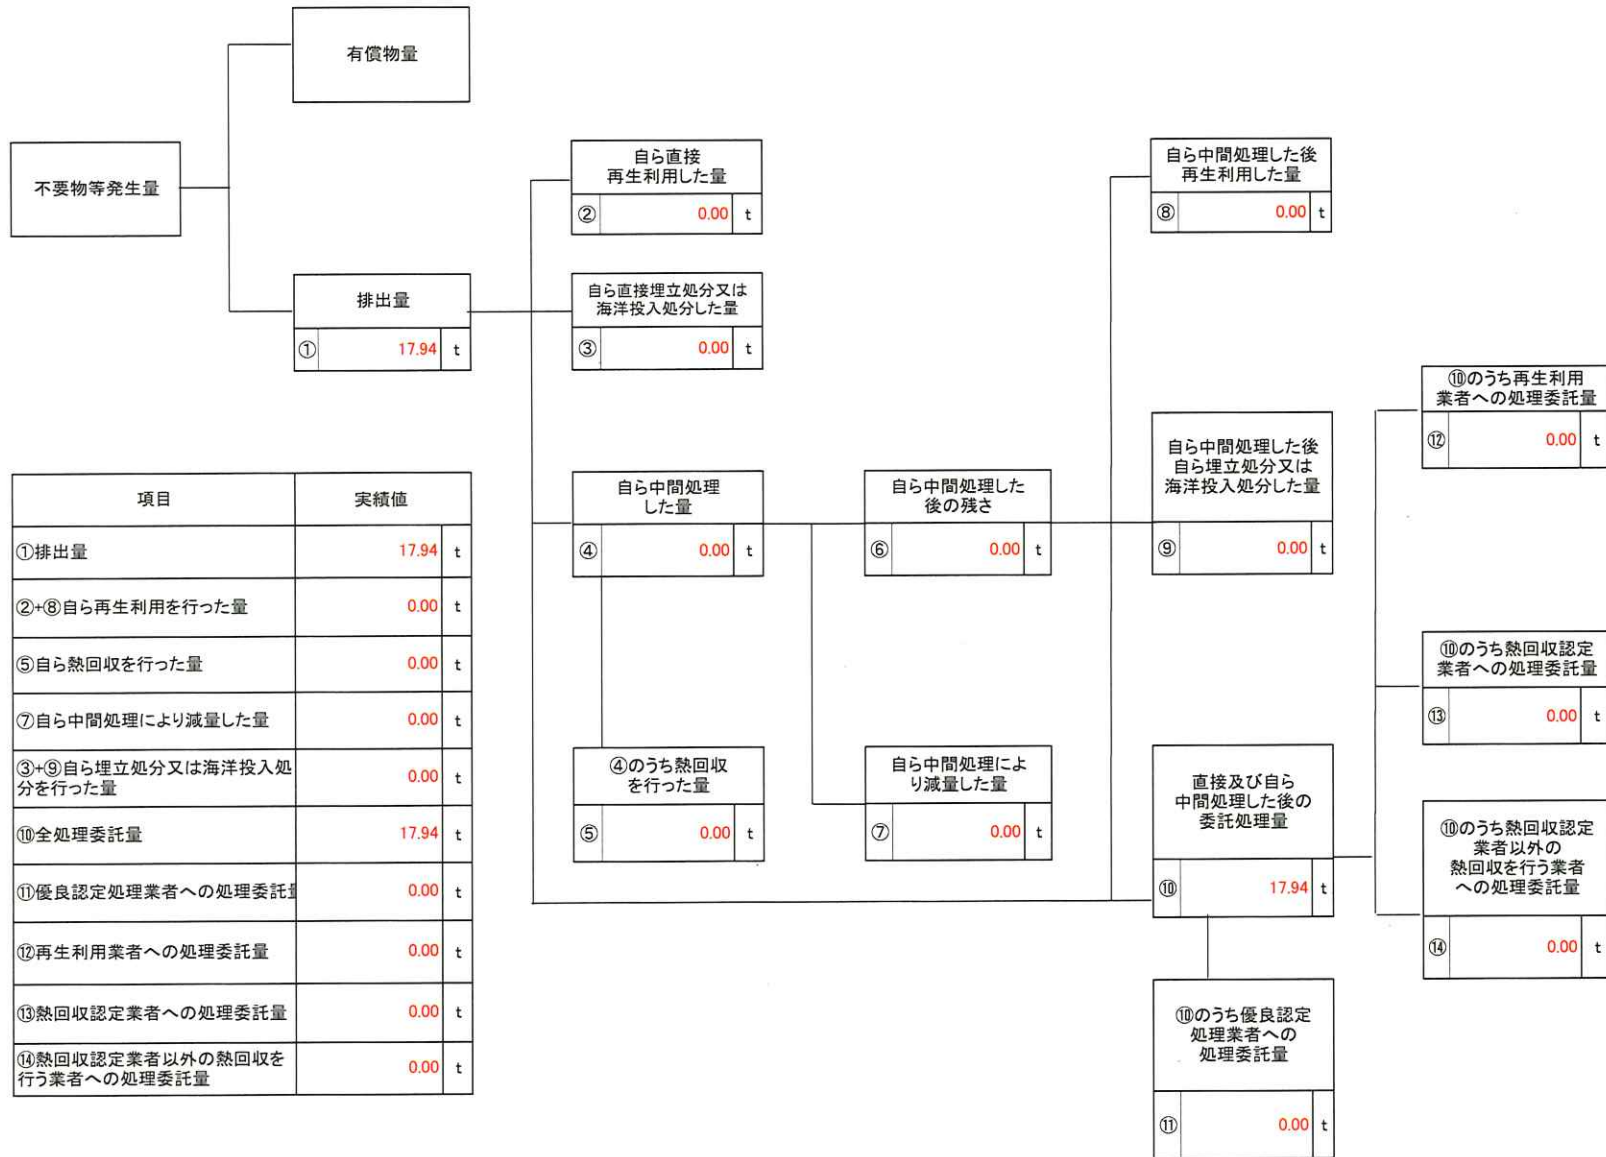 有償物量
不要物等発生量
排出量
① 17.94 t
自ら直接
再生利用した量
② 0.00 t
自ら直接埋立処分又は
海洋投入処分した量
③ 0.00 t
自ら中間処理
した量
④ 0.00 t
④のうち熱回収
を行った量
⑤ 0.00 t
自ら中間処理した
後の残さ
⑥ 0.00 t
自ら中間処理によ
り減量した量
⑦ 0.00 t
自ら中間処理した後
再生利用した量
⑧ 0.00 t
自ら中間処理した後
自ら埋立処分又は
海洋投入処分した量
⑨ 0.00 t
直接及び自ら
中間処理した後の
委託処理量
⑩ 17.94 t
⑩のうち優良認定
処理業者への
処理委託量
⑪ 0.00 t
⑩のうち再生利用
業者への処理委託量
⑫ 0.00 t
⑩のうち熱回収認定
業者への処理委託量
⑬ 0.00 t
⑩のうち熱回収認定
業者以外の
熱回収を行う業者
への処理委託量
⑭ 0.00 t
項目 実績値
①排出量 17.94 t
②+⑧自ら再生利用を行った量 0.00 t
⑤自ら熱回収を行った量 0.00 t
⑦自ら中間処理により減量した量 0.00 t
③+⑨自ら埋立処分又は海洋投入処
分を行った量 0.00 t
⑩全処理委託量 17.94 t
⑪優良認定処理業者への処理委託量 0.00 t
⑫再生利用業者への処理委託量 0.00 t
⑬熱回収認定業者への処理委託量 0.00 t
⑭熱回収認定業者以外の熱回収を
行う業者への処理委託量 0.00 t